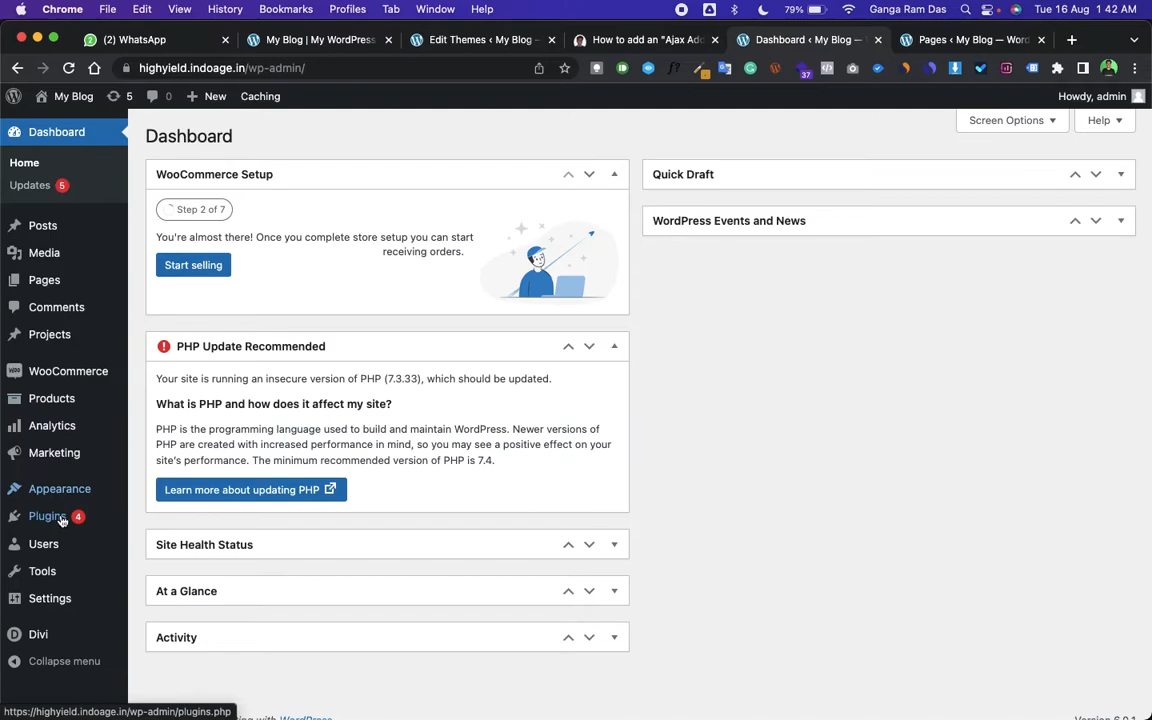 Chrome File Edit View History Bookmarks Profiles Tab Window Help 79% Ganga Ram Das Tue 16 Aug 1:42 AM
(2) WhatsApp My Blog | My WordPress Edit Themes ‹ My Blog — How to add an "Ajax Ad Dashboard ‹ My Blog — Pages ‹ My Blog — Word
highyield.indoage.in/wp-admin/ 37
My Blog 5 0 New Caching Howdy, admin
Dashboard
Home
Updates 5
Posts
Media
Pages
Comments
Projects
WooCommerce
Products
Analytics
Marketing
Appearance
Plugins 4
Users
Tools
Settings
Divi
Collapse menu
Screen Options Help
Dashboard
WooCommerce Setup
Step 2 of 7
You're almost there! Once you complete store setup you can start
receiving orders.
Start selling
PHP Update Recommended
Your site is running an insecure version of PHP (7.3.33), which should be updated.
What is PHP and how does it affect my site?
PHP is the programming language used to build and maintain WordPress. Newer versions of
PHP are created with increased performance in mind, so you may see a positive effect on your
site's performance. The minimum recommended version of PHP is 7.4.
Learn more about updating PHP
Site Health Status
At a Glance
Activity
Quick Draft
WordPress Events and News
https://highyield.indoage.in/wp-admin/plugins.php
with WordPress Version 6.0.1